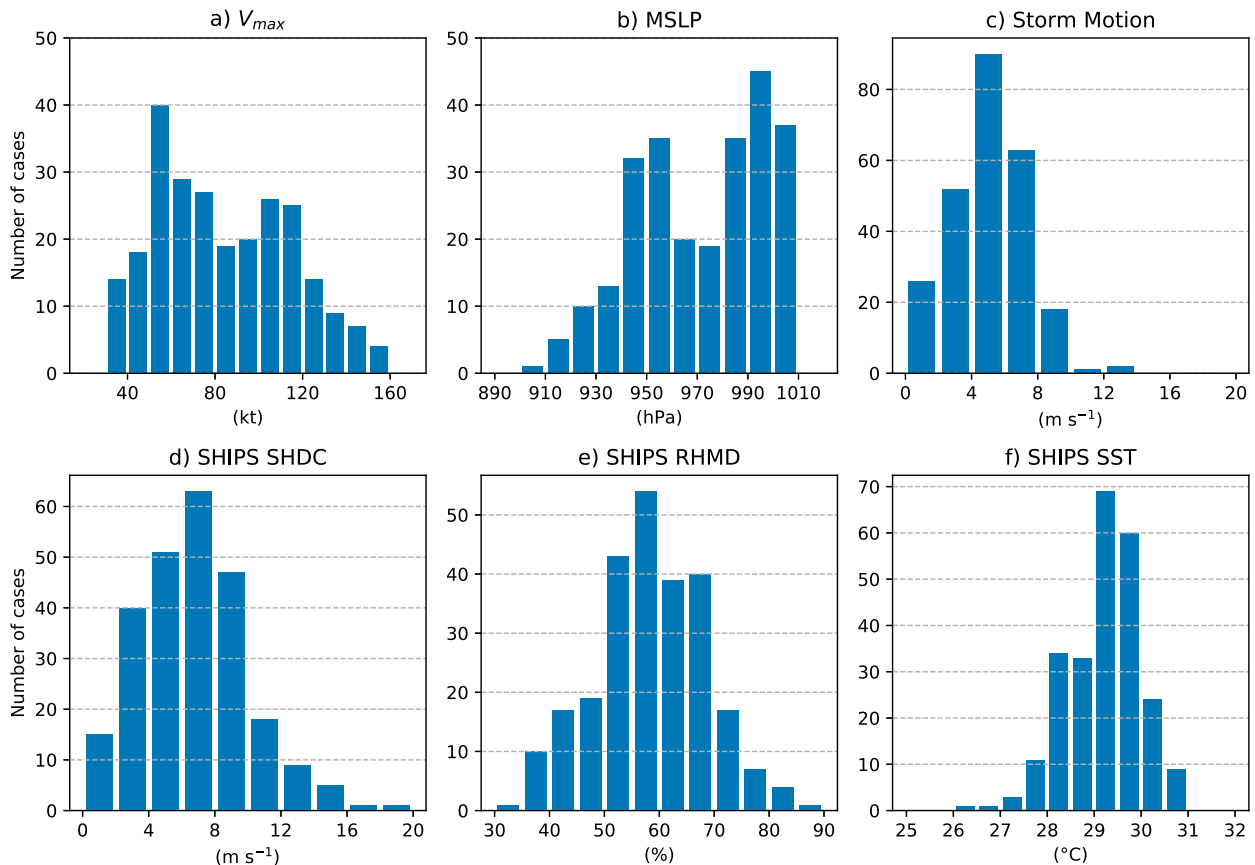 a) Vmax
b) MSLP
c) Storm Motion
Number of cases
50
40
30
20
10
0
40 80 120 160
(kt)
50
40
30
20
10
0
890 910 930 950 970 990 1010
(hPa)
80
60
40
20
0
0 4 8 12 16 20
(m s⁻¹)
d) SHIPS SHDC
e) SHIPS RHMD
f) SHIPS SST
Number of cases
60
50
40
30
20
10
0
0 4 8 12 16 20
(m s⁻¹)
50
40
30
20
10
0
30 40 50 60 70 80 90
(%)
70
60
50
40
30
20
10
0
25 26 27 28 29 30 31 32
(°C)